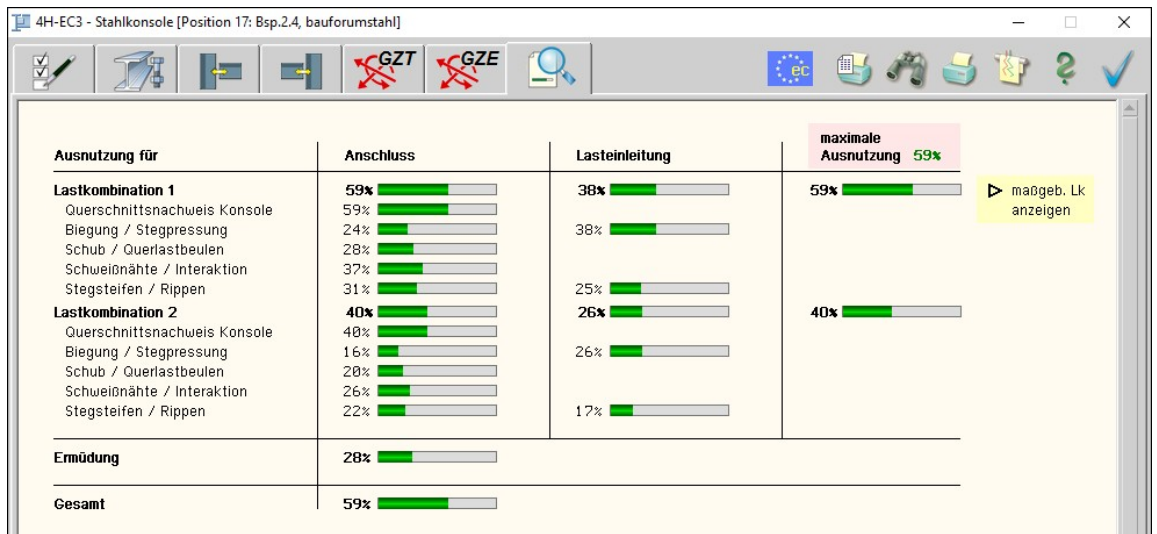 4H-EC3 - Stahlkonsole [Position 17: Bsp.2.4, bauforumstahl]
GZT GZE ec
maximale
Ausnutzung für Anschluss Lasteinleitung Ausnutzung 59%
Lastkombination 1 59% 38% 59% maßgeb. Lk
Querschnittsnachweis Konsole 59% anzeigen
Biegung / Stegpressung 24% 38%
Schub / Querlastbeulen 28%
Schweißnähte / Interaktion 37%
Stegsteifen / Rippen 31% 25%
Lastkombination 2 40% 26% 40%
Querschnittsnachweis Konsole 40%
Biegung / Stegpressung 16% 26%
Schub / Querlastbeulen 20%
Schweißnähte / Interaktion 26%
Stegsteifen / Rippen 22% 17%
Ermüdung 28%
Gesamt 59%